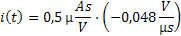 i(t) = 0,5 μ As/V · (−0,048 V/μs)